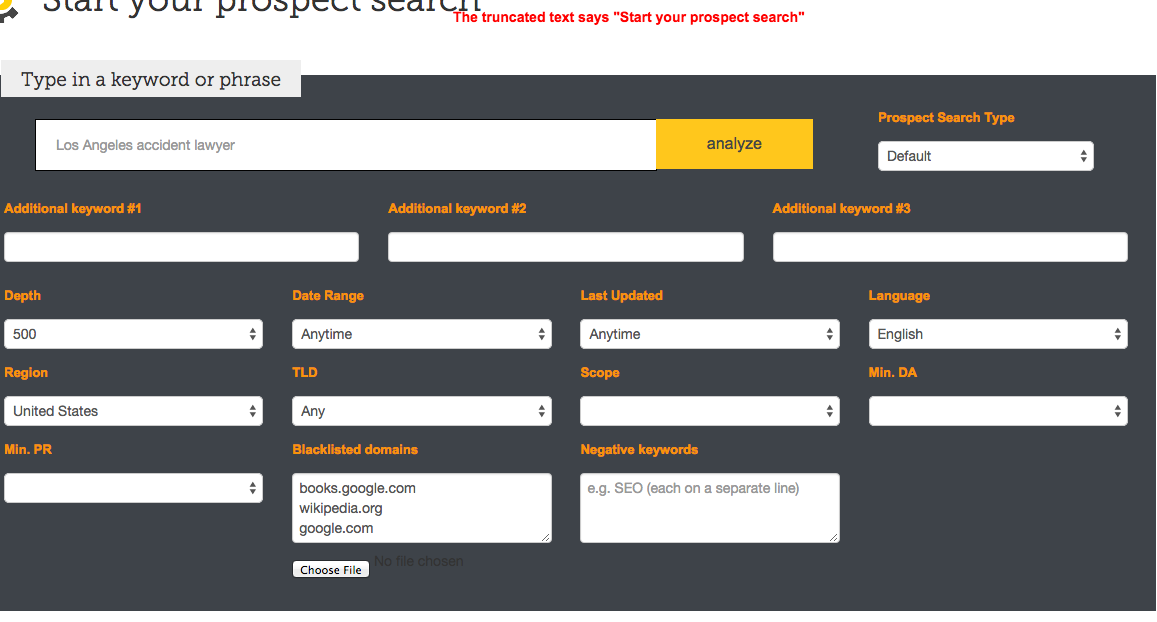 Start your prospect search
The truncated text says "Start your prospect search"
Type in a keyword or phrase
Los Angeles accident lawyer
analyze
Prospect Search Type
Default
Additional keyword #1
Additional keyword #2
Additional keyword #3
Depth
Date Range
Last Updated
Language
500
Anytime
Anytime
English
Region
TLD
Scope
Min. DA
United States
Any
Min. PR
Blacklisted domains
Negative keywords
books.google.com
wikipedia.org
google.com
e.g. SEO (each on a separate line)
Choose File
No file chosen